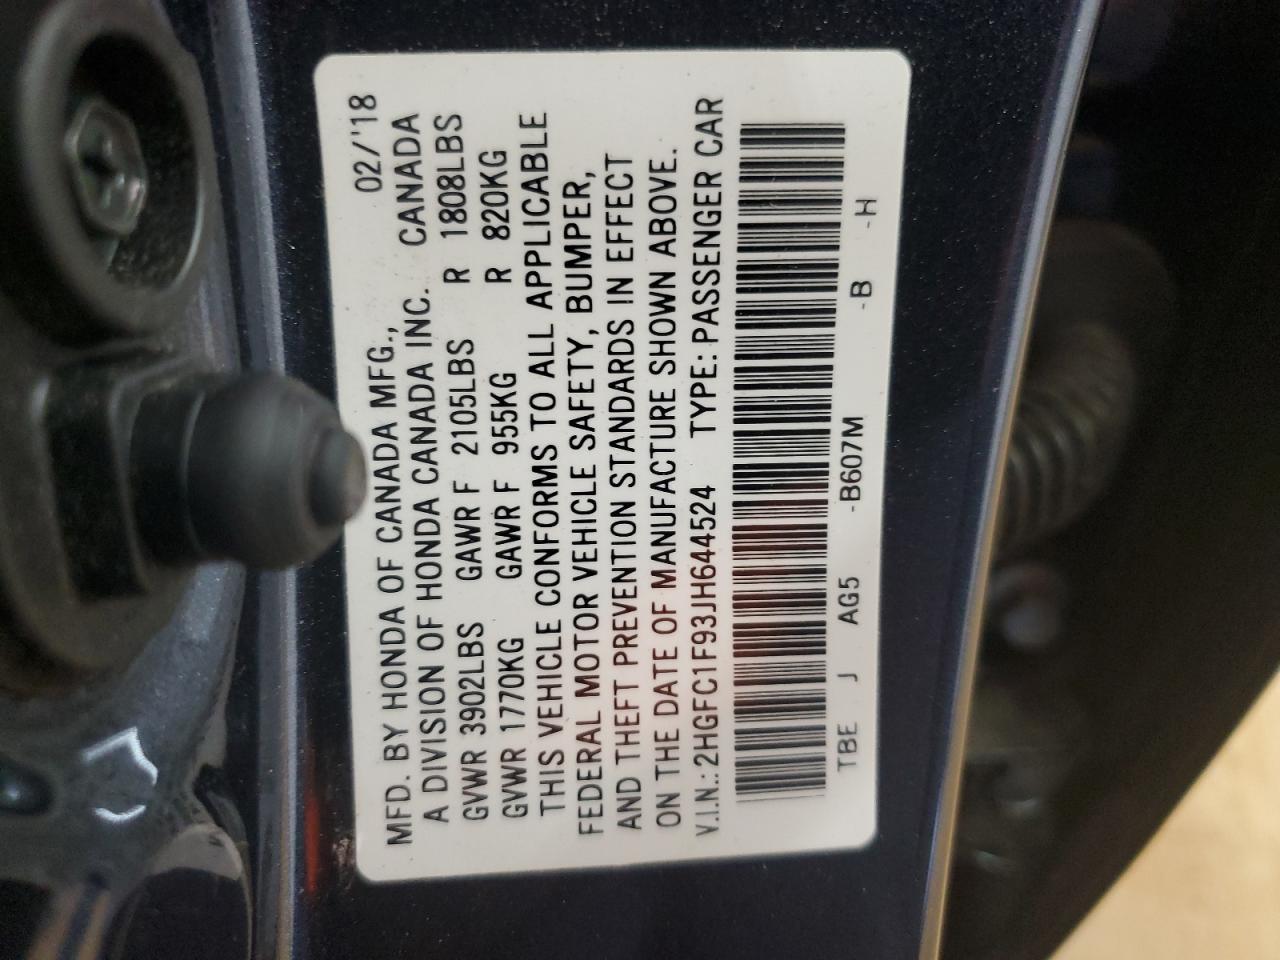 MFD. BY HONDA OF CANADA MFG., 02/'18
A DIVISION OF HONDA CANADA INC. CANADA
GVWR 3902LBS GAWR F 2105LBS R 1808LBS
GVWR 1770KG GAWR F 955KG R 820KG
THIS VEHICLE CONFORMS TO ALL APPLICABLE
FEDERAL MOTOR VEHICLE SAFETY, BUMPER,
AND THEFT PREVENTION STANDARDS IN EFFECT
ON THE DATE OF MANUFACTURE SHOWN ABOVE.
V.I.N.: 2HGFC1F93JH644524 TYPE: PASSENGER CAR
TBE J AG5 -B607M -B -H